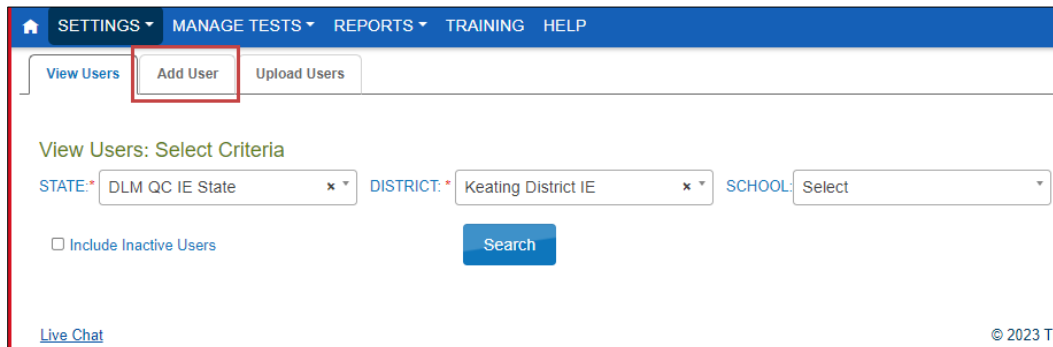 SETTINGS MANAGE TESTS REPORTS TRAINING HELP
View Users Add User Upload Users
View Users: Select Criteria
STATE:* DLM QC IE State × DISTRICT: * Keating District IE × SCHOOL: Select
Include Inactive Users Search
Live Chat © 2023 T